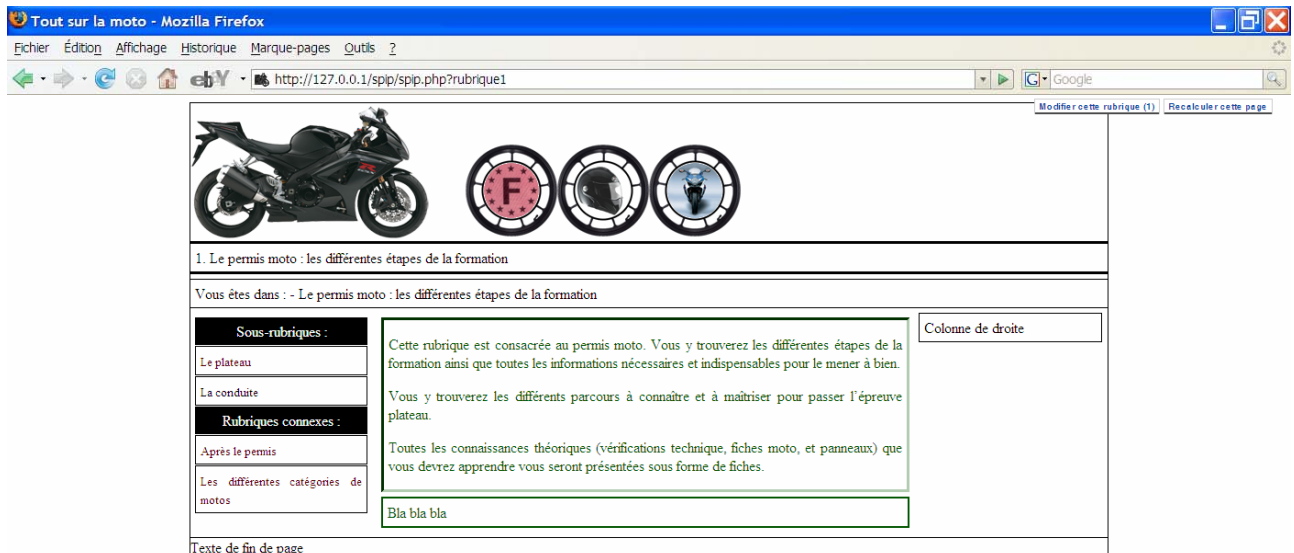 Tout sur la moto - Mozilla Firefox
Fichier Édition Affichage Historique Marque-pages Outils ?
ebY http://127.0.0.1/spip/spip.php?rubrique1 G Google
Modifier cette rubrique (1) Recalculer cette page
R
F
1. Le permis moto : les différentes étapes de la formation
Vous êtes dans : - Le permis moto : les différentes étapes de la formation
Sous-rubriques :
Le plateau
La conduite
Rubriques connexes :
Après le permis
Les différentes catégories de
motos
Cette rubrique est consacrée au permis moto. Vous y trouverez les différentes étapes de la
formation ainsi que toutes les informations nécessaires et indispensables pour le mener à bien.
Vous y trouverez les différents parcours à connaître et à maîtriser pour passer l'épreuve
plateau.
Toutes les connaissances théoriques (vérifications technique, fiches moto, et panneaux) que
vous devrez apprendre vous seront présentées sous forme de fiches.
Bla bla bla
Colonne de droite
Texte de fin de page